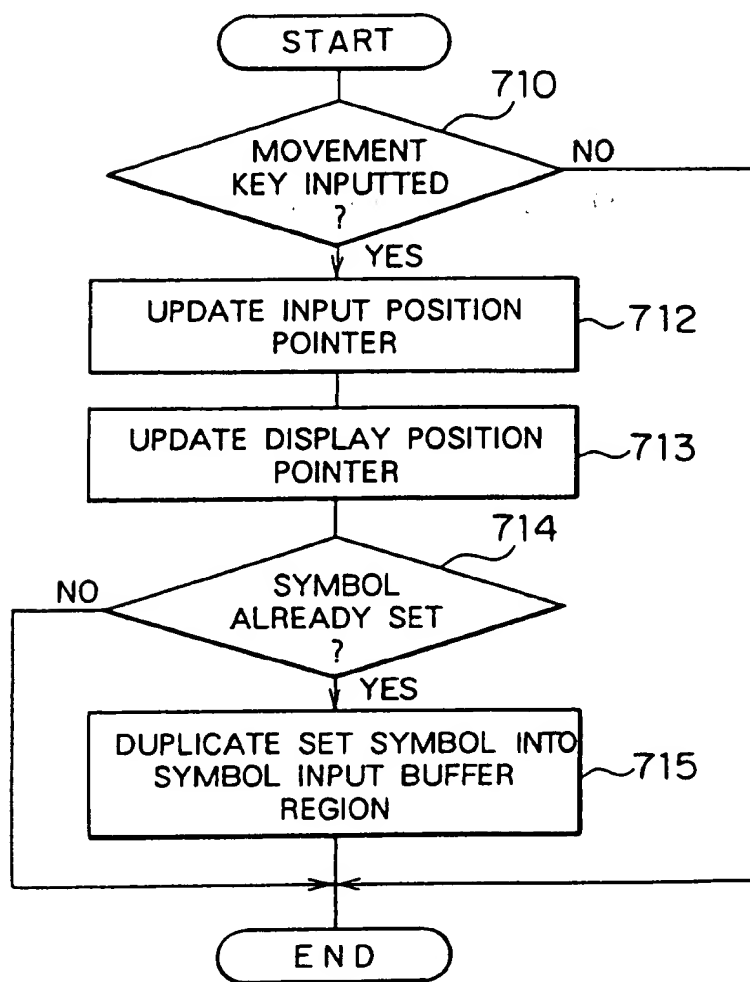 START
710
MOVEMENT
KEY INPUTTED
?
NO
YES
UPDATE INPUT POSITION
POINTER
712
UPDATE DISPLAY POSITION
POINTER
713
714
NO
SYMBOL
ALREADY SET
?
YES
DUPLICATE SET SYMBOL INTO
SYMBOL INPUT BUFFER
REGION
715
END